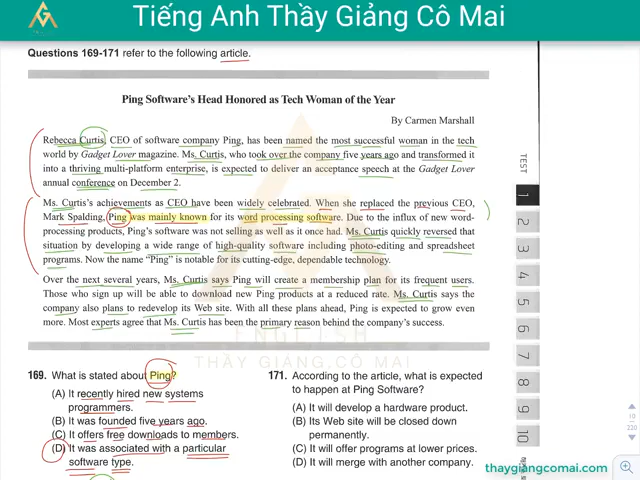 Tiếng Anh Thầy Giảng Cô Mai
Questions 169-171 refer to the following article.
Ping Software's Head Honored as Tech Woman of the Year
By Carmen Marshall
Rebecca Curtis, CEO of software company Ping, has been named the most successful woman in the tech
world by Gadget Lover magazine. Ms. Curtis, who took over the company five years ago and transformed it
into a thriving multi-platform enterprise, is expected to deliver an acceptance speech at the Gadget Lover
annual conference on December 2.
Ms. Curtis's achievements as CEO have been widely celebrated. When she replaced the previous CEO,
Mark Spalding, Ping was mainly known for its word processing software. Due to the influx of new word-
processing products, Ping's software was not selling as well as it once had. Ms. Curtis quickly reversed that
situation by developing a wide range of high-quality software including photo-editing and spreadsheet
programs. Now the name “Ping” is notable for its cutting-edge, dependable technology.
Over the next several years, Ms. Curtis says Ping will create a membership plan for its frequent users.
Those who sign up will be able to download new Ping products at a reduced rate. Ms. Curtis says the
company also plans to redevelop its Web site. With all these plans ahead, Ping is expected to grow even
more. Most experts agree that Ms. Curtis has been the primary reason behind the company's success.
ENGLISH
THẦY GIẢNG, CÔ MAI
169. What is stated about Ping?
(A) It recently hired new systems
programmers.
(B) It was founded five years ago.
(C) It offers free downloads to members.
(D) It was associated with a particular
software type.
171. According to the article, what is expected
to happen at Ping Software?
(A) It will develop a hardware product.
(B) Its Web site will be closed down
permanently.
(C) It will offer programs at lower prices.
(D) It will merge with another company.
TEST
1
2
3
4
5
6
7
8
9
10
thaygiangcomai.com